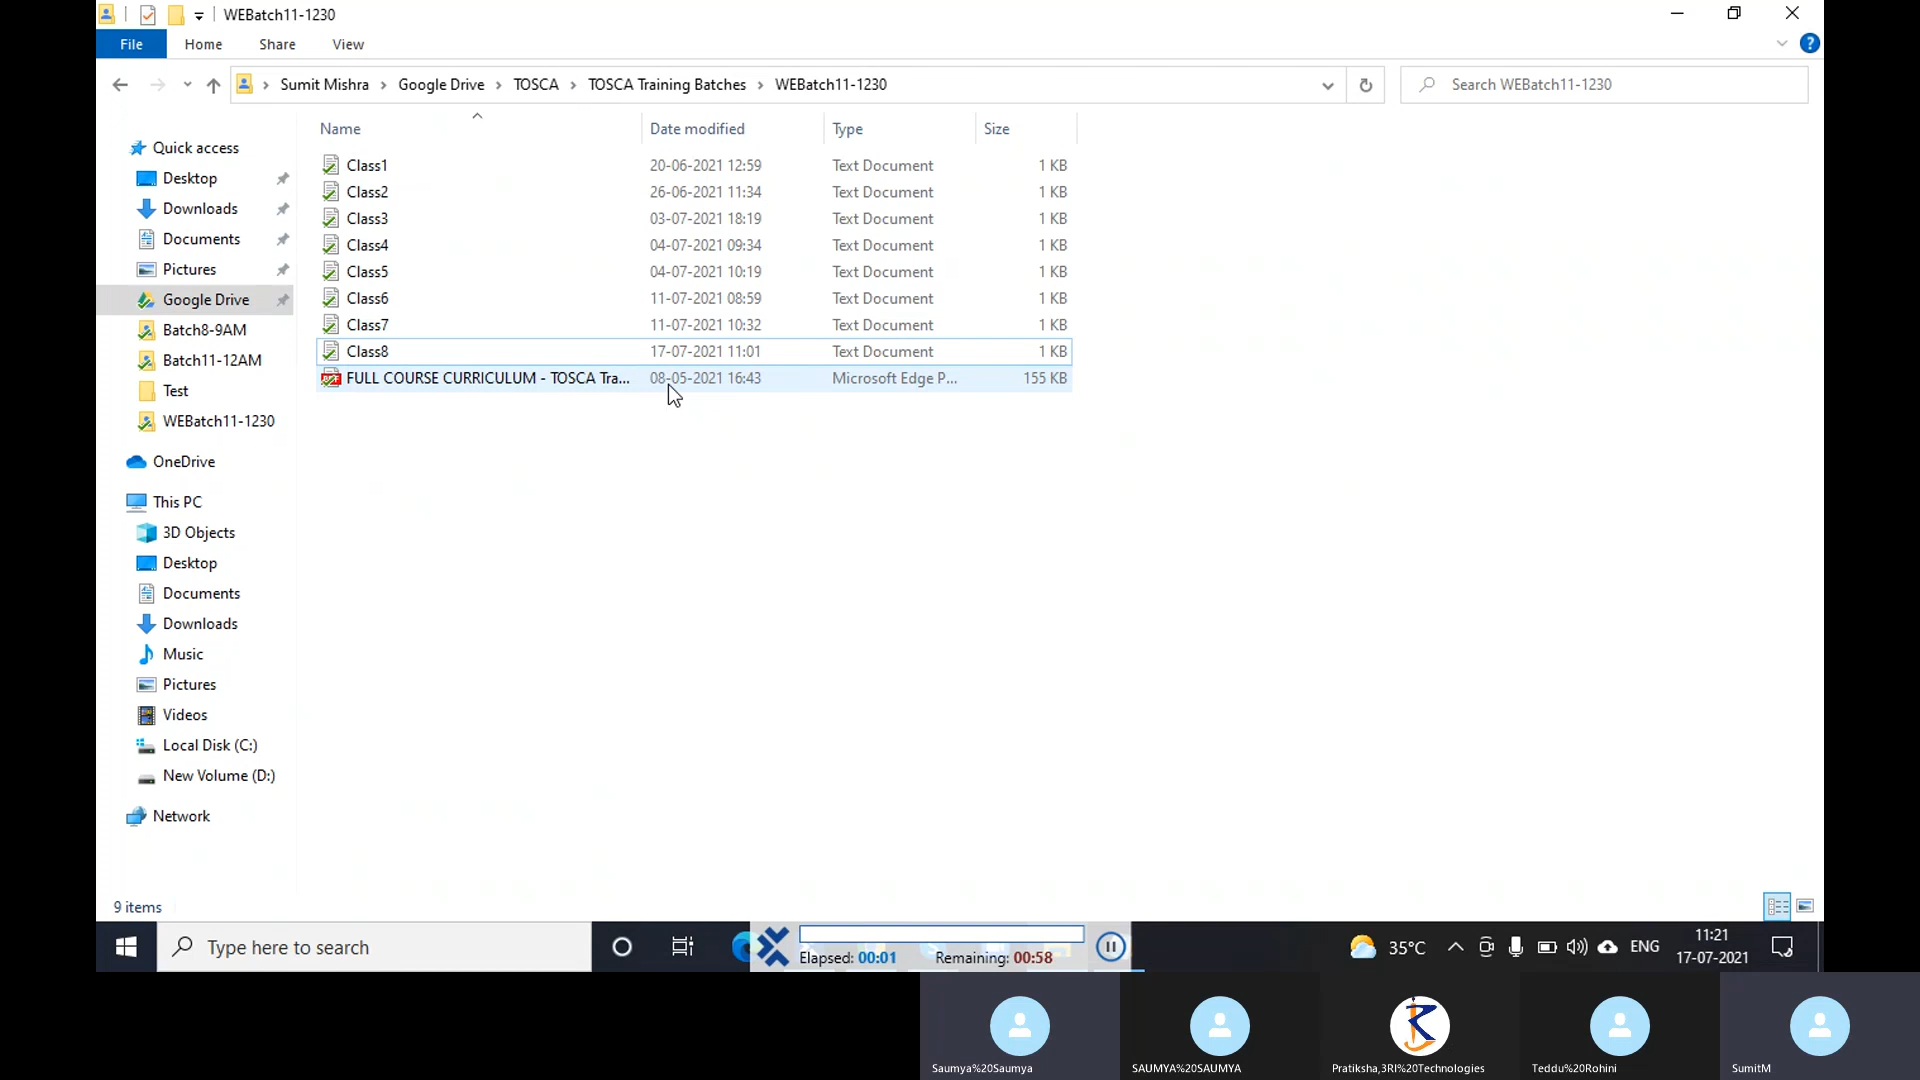 WEBatch11-1230
File Home Share View
Sumit Mishra Google Drive TOSCA TOSCA Training Batches WEBatch11-1230
Search WEBatch11-1230
Name Date modified Type Size
Quick access
Desktop
Downloads
Documents
Pictures
Google Drive
Batch8-9AM
Batch11-12AM
Test
WEBatch11-1230
OneDrive
This PC
3D Objects
Desktop
Documents
Downloads
Music
Pictures
Videos
Local Disk (C:)
New Volume (D:)
Network
Class1 20-06-2021 12:59 Text Document 1 KB
Class2 26-06-2021 11:34 Text Document 1 KB
Class3 03-07-2021 18:19 Text Document 1 KB
Class4 04-07-2021 09:34 Text Document 1 KB
Class5 04-07-2021 10:19 Text Document 1 KB
Class6 11-07-2021 08:59 Text Document 1 KB
Class7 11-07-2021 10:32 Text Document 1 KB
Class8 17-07-2021 11:01 Text Document 1 KB
FULL COURSE CURRICULUM - TOSCA Tra... 08-05-2021 16:43 Microsoft Edge P... 155 KB
9 items
Type here to search
Elapsed: 00:01 Remaining: 00:58
35°C
ENG
11:21
17-07-2021
Saumya%20Saumya
SAUMYA%20SAUMYA
Pratiksha,3RI%20Technologies
Teddu%20Rohini
SumitM